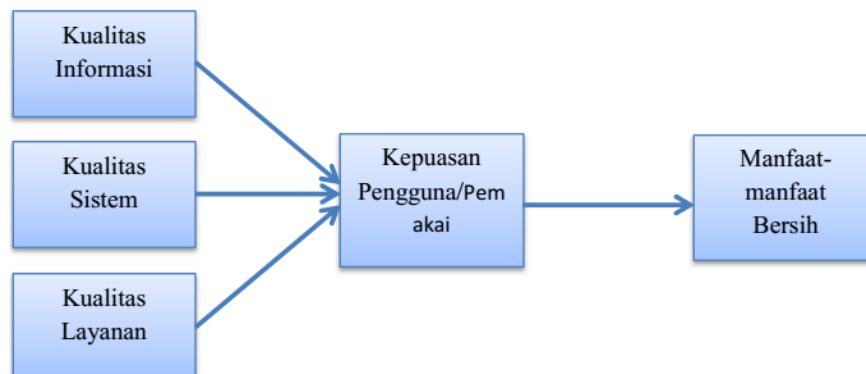 Kualitas
Informasi
Kualitas
Sistem
Kualitas
Layanan
Kepuasan
Pengguna/Pem
akai
Manfaat-
manfaat
Bersih